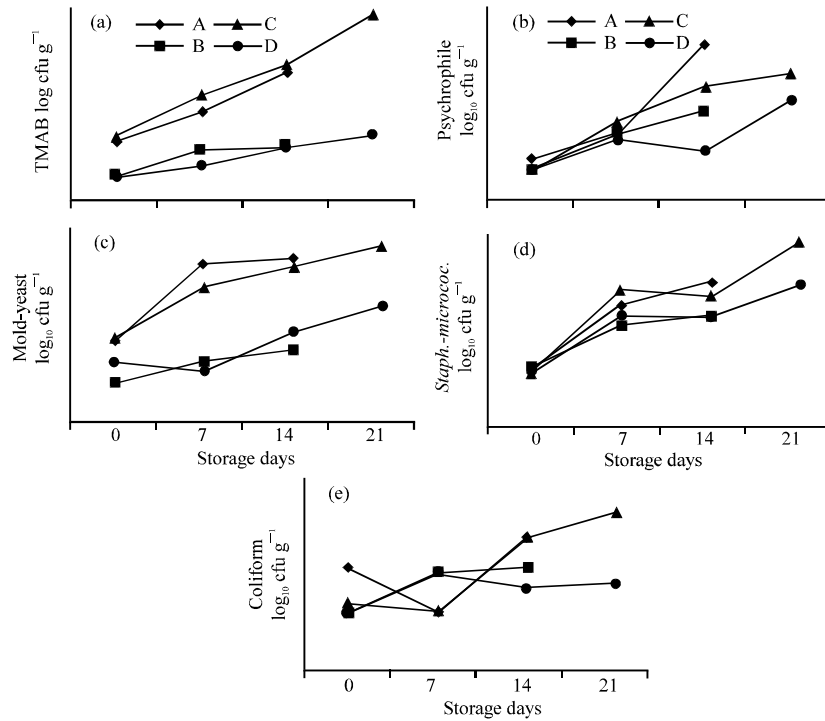 (a)
A
C
B
D
TMAB log cfu g⁻¹
(b)
A
C
B
D
Psychrophile
log₁₀ cfu g⁻¹
(c)
Mold-yeast
log₁₀ cfu g⁻¹
0 7 14 21
Storage days
(d)
Staph.-micrococ.
log₁₀ cfu g⁻¹
0 7 14 21
Storage days
(e)
Coliform
log₁₀ cfu g⁻¹
0 7 14 21
Storage days